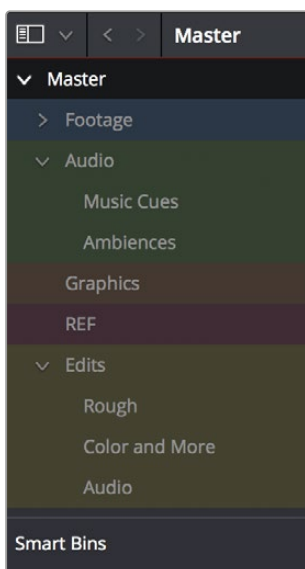 Master
Master
Footage
Audio
Music Cues
Ambiences
Graphics
REF
Edits
Rough
Color and More
Audio
Smart Bins